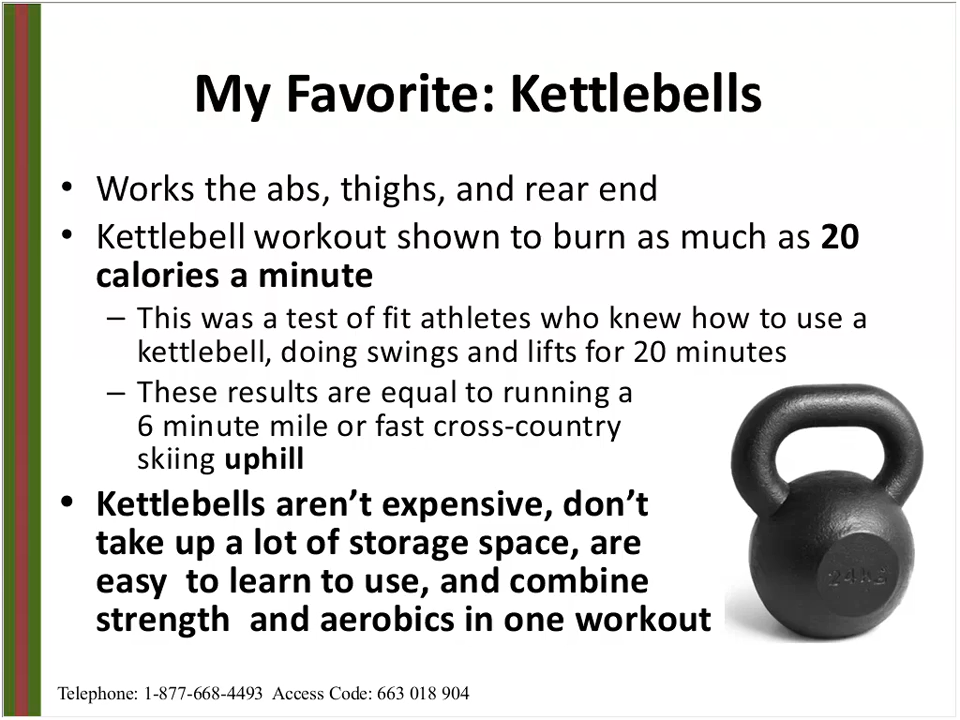 My Favorite: Kettlebells
• Works the abs, thighs, and rear end
• Kettlebell workout shown to burn as much as 20
calories a minute
– This was a test of fit athletes who knew how to use a
kettlebell, doing swings and lifts for 20 minutes
– These results are equal to running a
6 minute mile or fast cross-country
skiing uphill
• Kettlebells aren’t expensive, don’t
take up a lot of storage space, are
easy  to learn to use, and combine
strength  and aerobics in one workout
24KG
Telephone: 1-877-668-4493  Access Code: 663 018 904